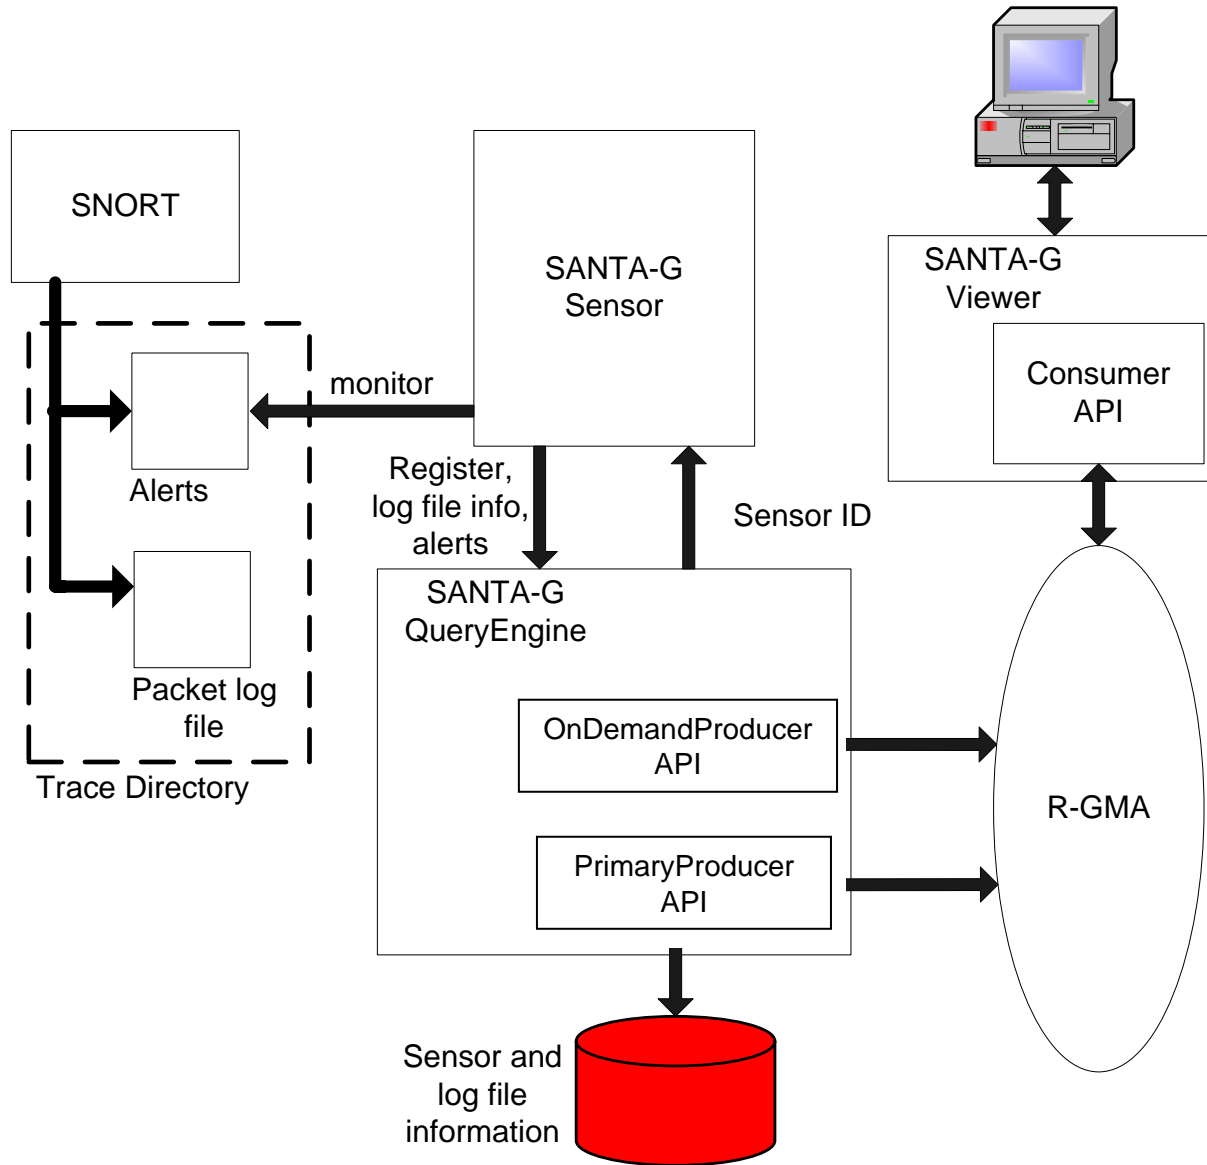 SNORT
SANTA-G
Sensor
SANTA-G
Viewer
Consumer
API
monitor
Alerts
Register,
log file info,
alerts
Sensor ID
Packet log
file
Trace Directory
SANTA-G
QueryEngine
OnDemandProducer
API
PrimaryProducer
API
R-GMA
Sensor and
log file
information